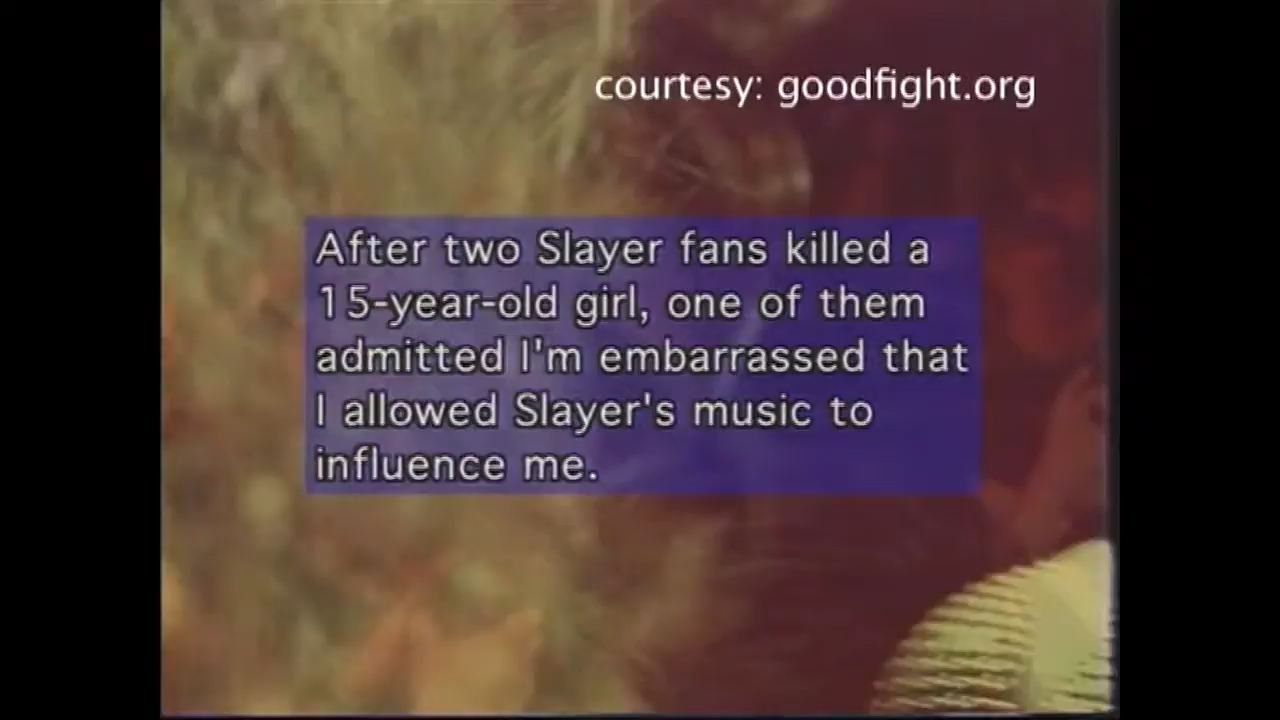 courtesy: goodfight.org
After two Slayer fans killed a
15-year-old girl, one of them
admitted I'm embarrassed that
I allowed Slayer's music to
influence me.